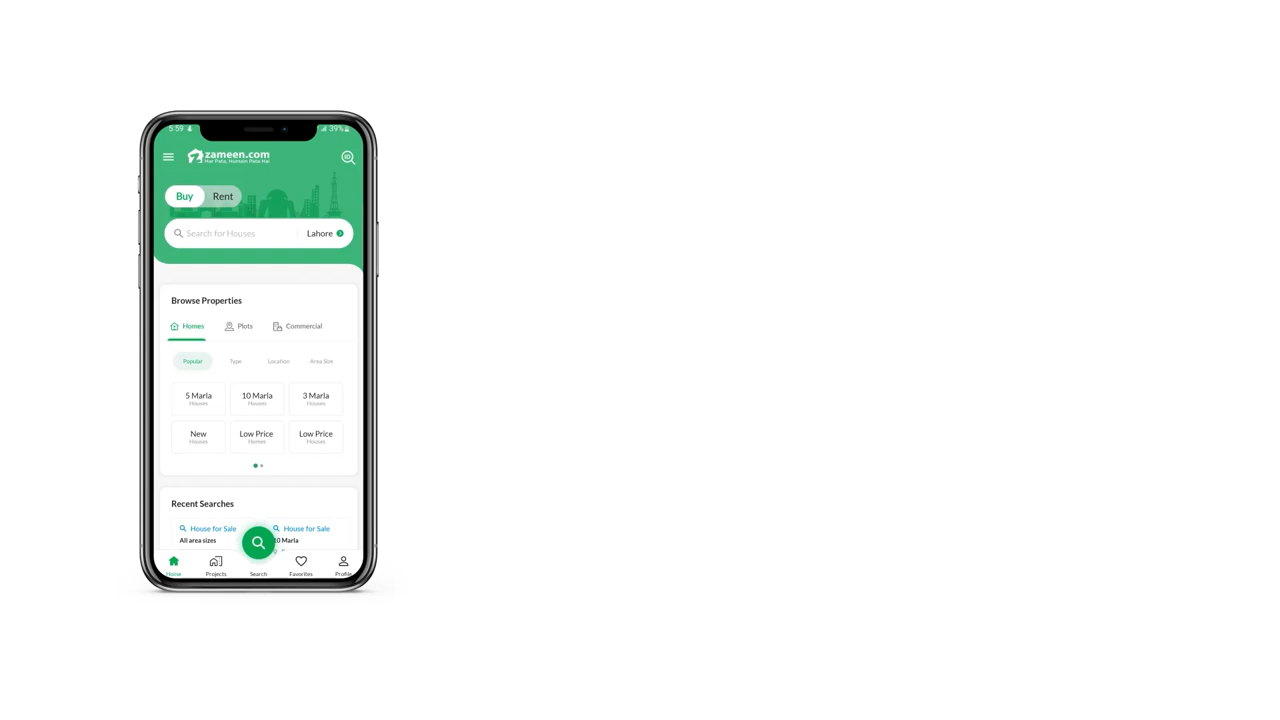 5:59
39%
zameen.com
Har Pata, Humain Pata Hai
ID
Buy Rent
Search for Houses Lahore
Browse Properties
Homes Plots Commercial
Popular Type Location Area Size
5 Marla 10 Marla 3 Marla
Houses Houses Houses
New Low Price Low Price
Houses Homes Houses
Recent Searches
House for Sale House for Sale
All area sizes 10 Marla
Home Projects Search Favorites Profile